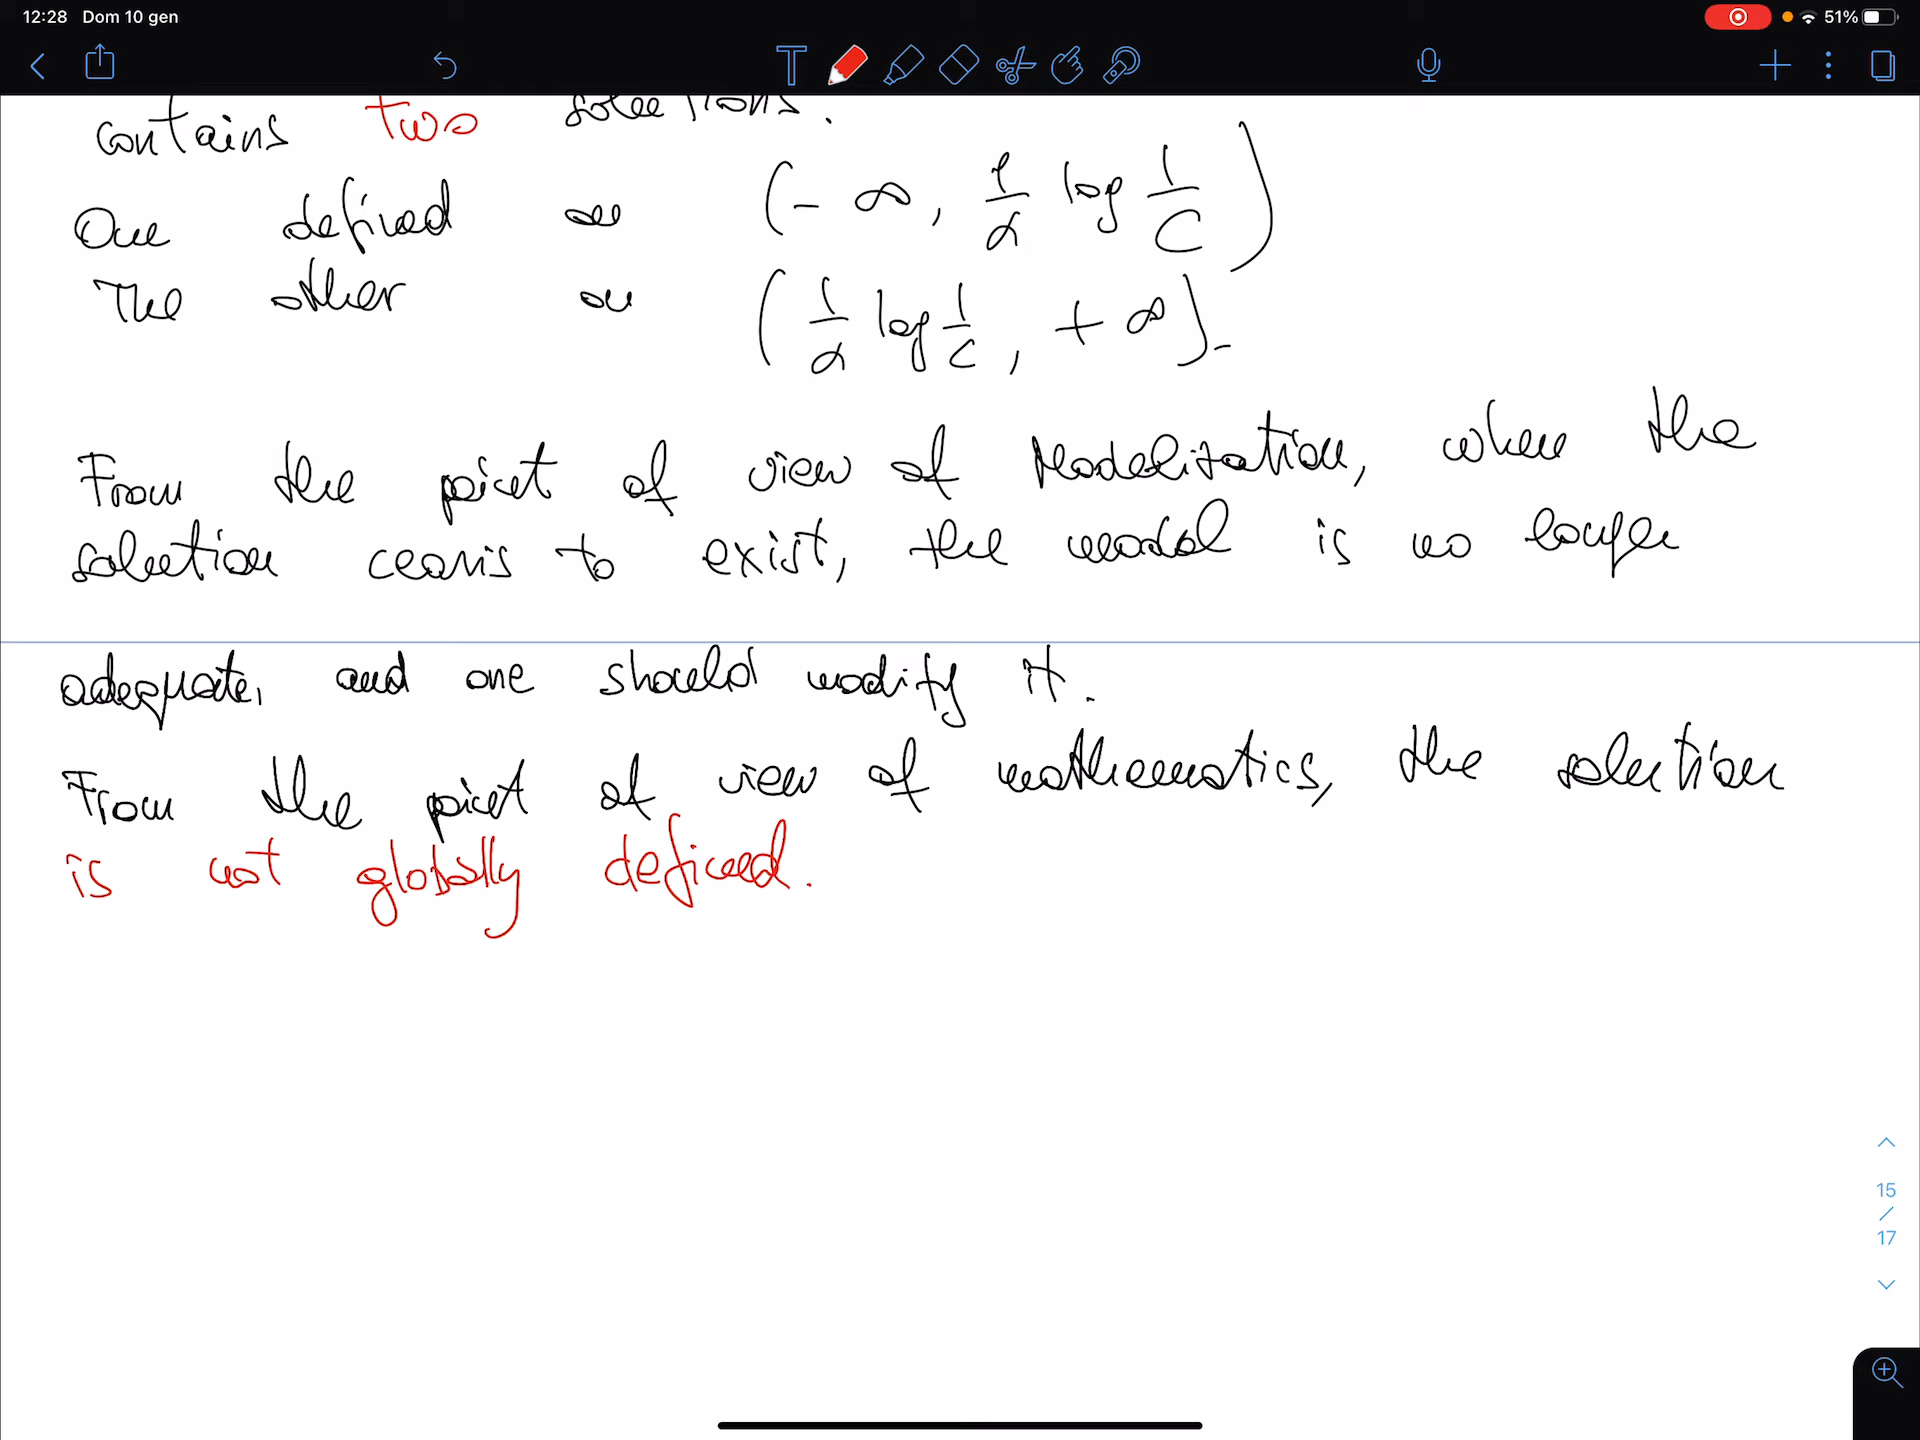 12:28 Dom 10 gen 51%
contains two solutions.
One defined on (-∞, 1/α log 1/C)
The other on (1/α log 1/C, +∞).
From the point of view of Modelization, when the
solution ceases to exist, the model is no longer
adequate, and one should modify it.
From the point of view of mathematics, the solution
is not globally defined.
15
/
17